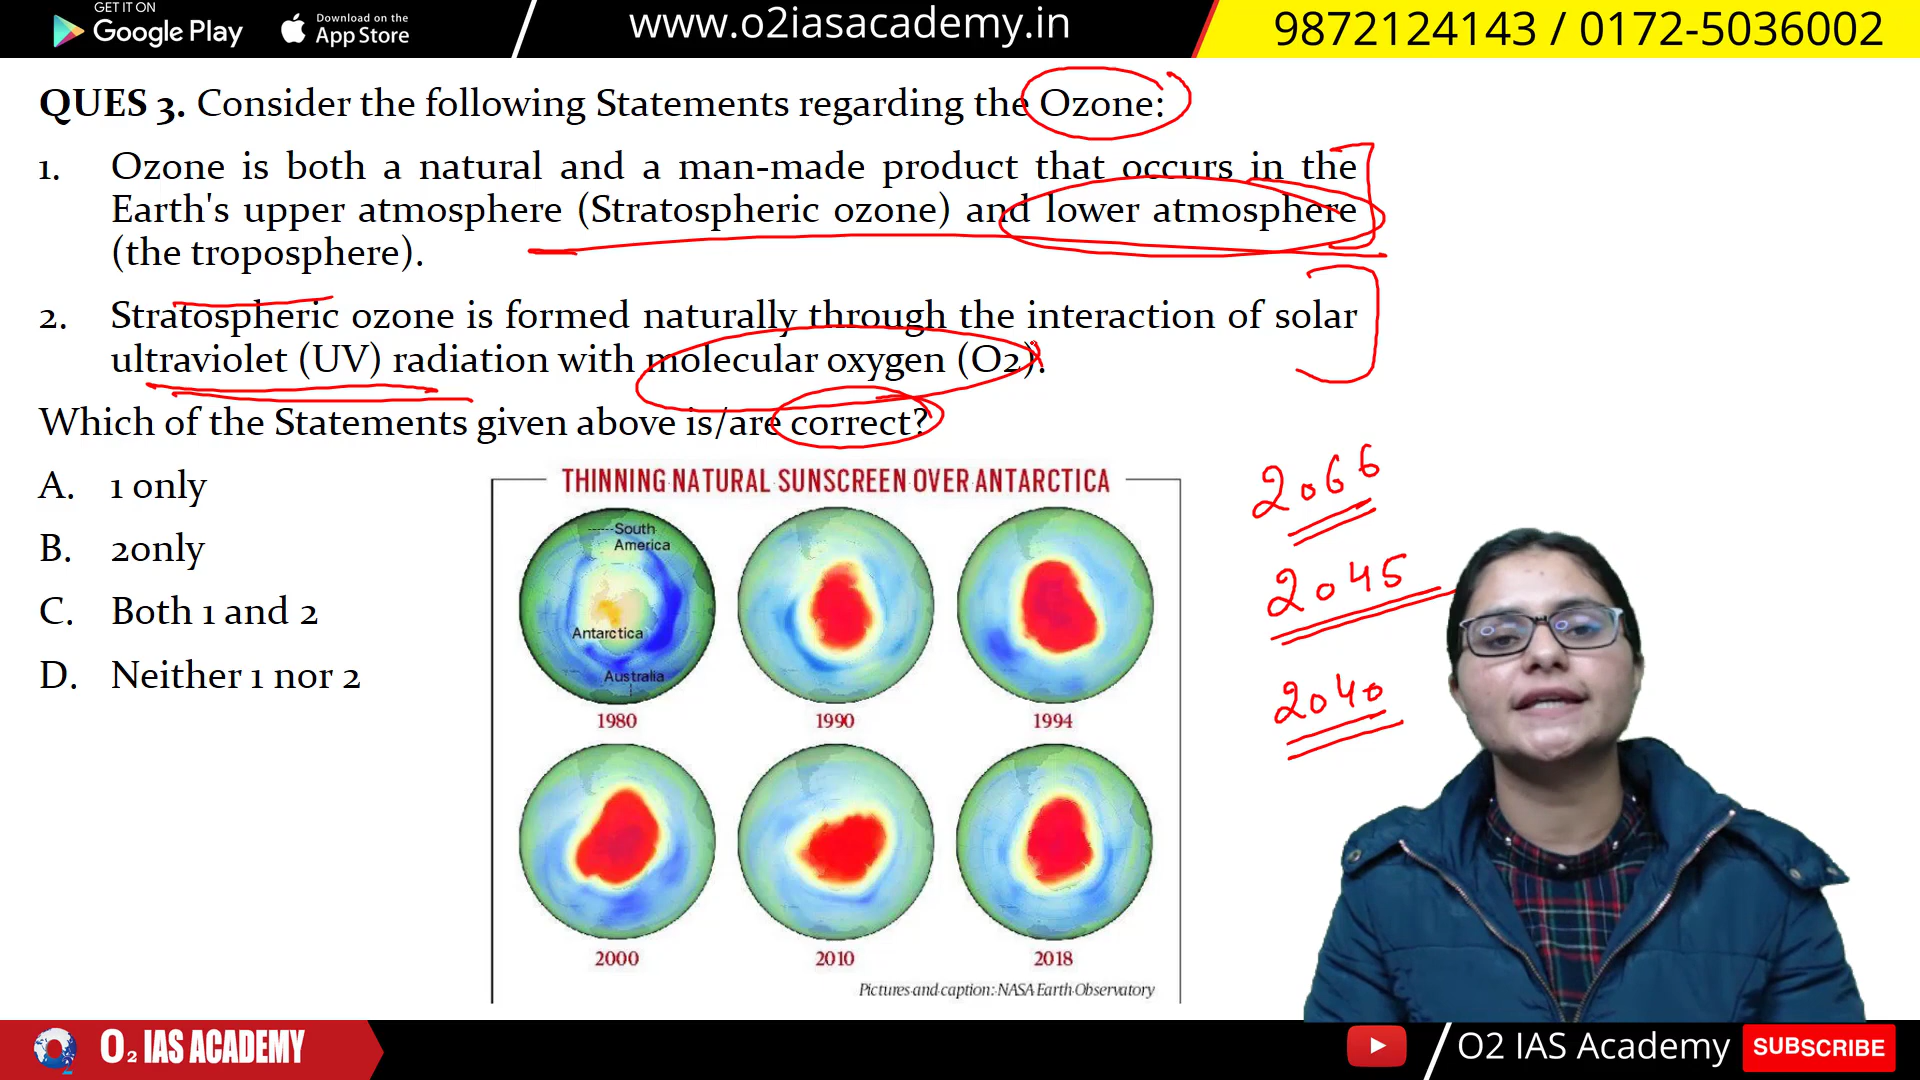 GET IT ON
Google Play
Download on the
App Store
www.o2iasacademy.in
9872124143 / 0172-5036002
QUES 3. Consider the following Statements regarding the Ozone:
1. Ozone is both a natural and a man-made product that occurs in the
Earth's upper atmosphere (Stratospheric ozone) and lower atmosphere
(the troposphere).
2. Stratospheric ozone is formed naturally through the interaction of solar
ultraviolet (UV) radiation with molecular oxygen (O2).
Which of the Statements given above is/are correct?
A. 1 only
B. 2only
C. Both 1 and 2
D. Neither 1 nor 2
THINNING NATURAL SUNSCREEN OVER ANTARCTICA
South
America
Antarctica
Australia
1980
1990
1994
2000
2010
2018
Pictures and caption: NASA Earth Observatory
2066
2045
2040
O2 IAS ACADEMY
O2 IAS Academy
SUBSCRIBE